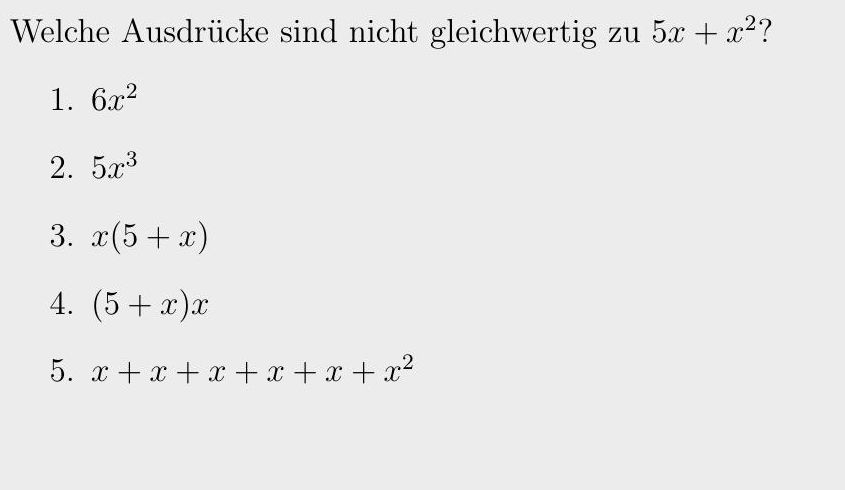 Welche Ausdrücke sind nicht gleichwertig zu 5x + x²?
1. 6x²
2. 5x³
3. x(5 + x)
4. (5 + x)x
5. x + x + x + x + x + x²